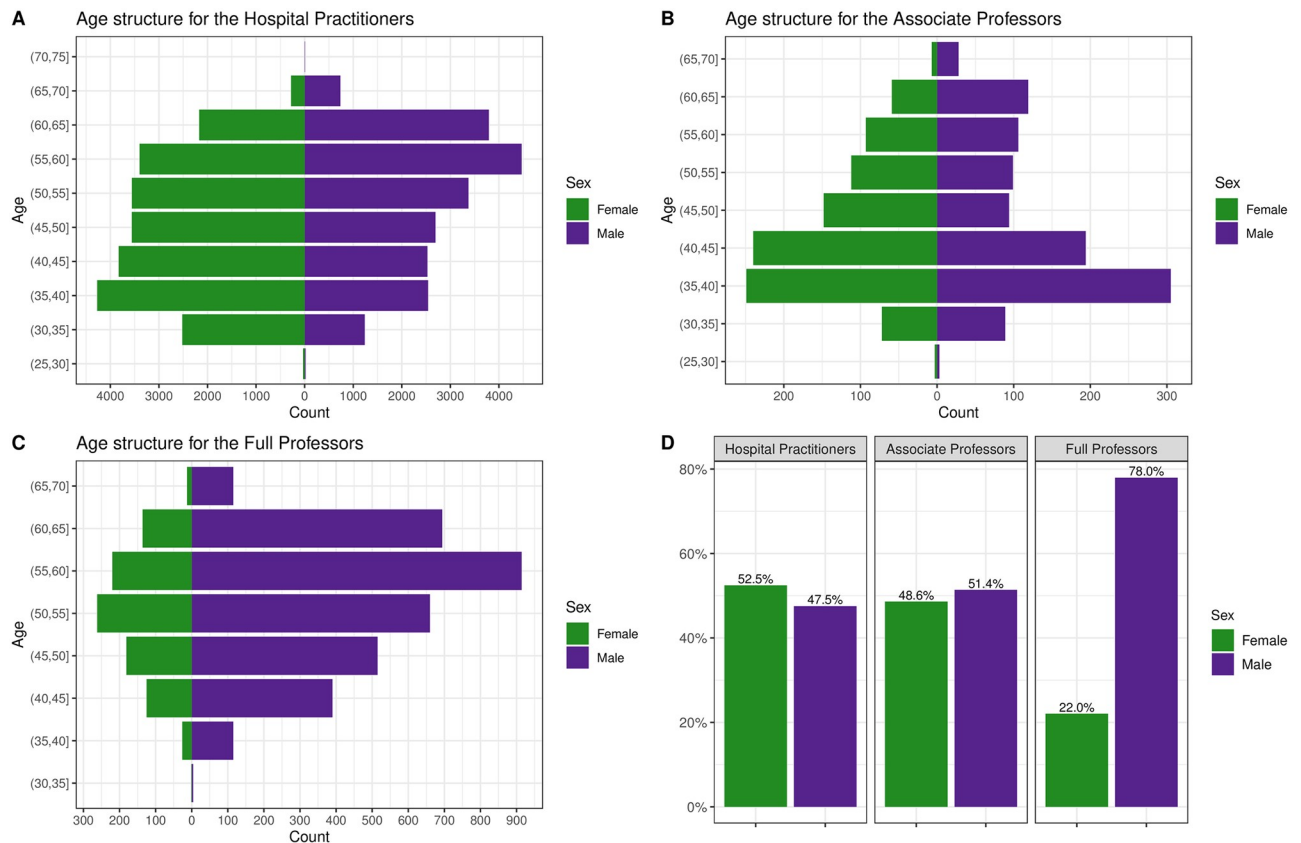 A
Age structure for the Hospital Practitioners
(70,75]
(65,70]
(60,65]
(55,60]
(50,55]
(45,50]
(40,45]
(35,40]
(30,35]
(25,30]
Age
4000 3000 2000 1000 0 1000 2000 3000 4000
Count
Sex
Female
Male
B
Age structure for the Associate Professors
(65,70]
(60,65]
(55,60]
(50,55]
(45,50]
(40,45]
(35,40]
(30,35]
(25,30]
Age
200 100 0 100 200 300
Count
Sex
Female
Male
C
Age structure for the Full Professors
(65,70]
(60,65]
(55,60]
(50,55]
(45,50]
(40,45]
(35,40]
(30,35]
Age
300 200 100 0 100 200 300 400 500 600 700 800 900
Count
Sex
Female
Male
D
Hospital Practitioners Associate Professors Full Professors
80%
60%
40%
20%
0%
52.5% 47.5% 48.6% 51.4% 22.0% 78.0%
Sex
Female
Male